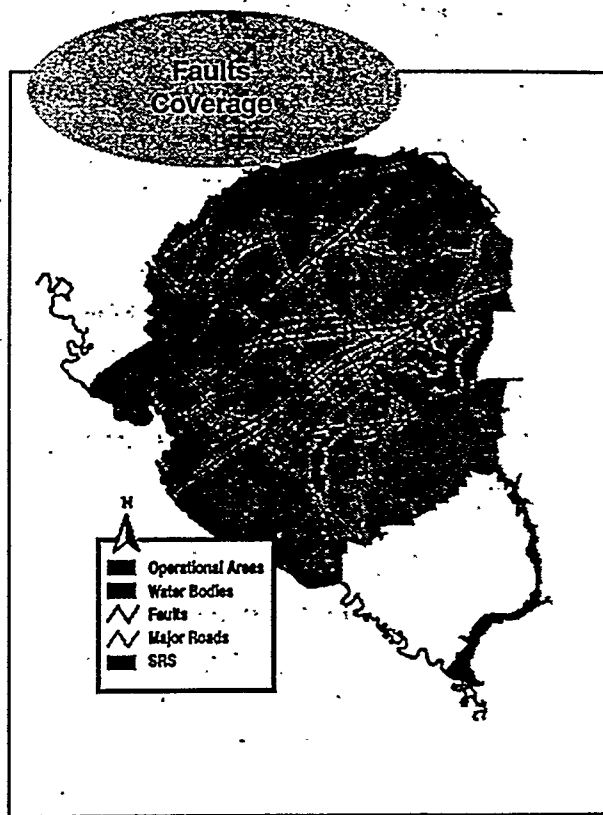 Faults
Coverage
N
Operational Areas
Water Bodies
Faults
Major Roads
SRS